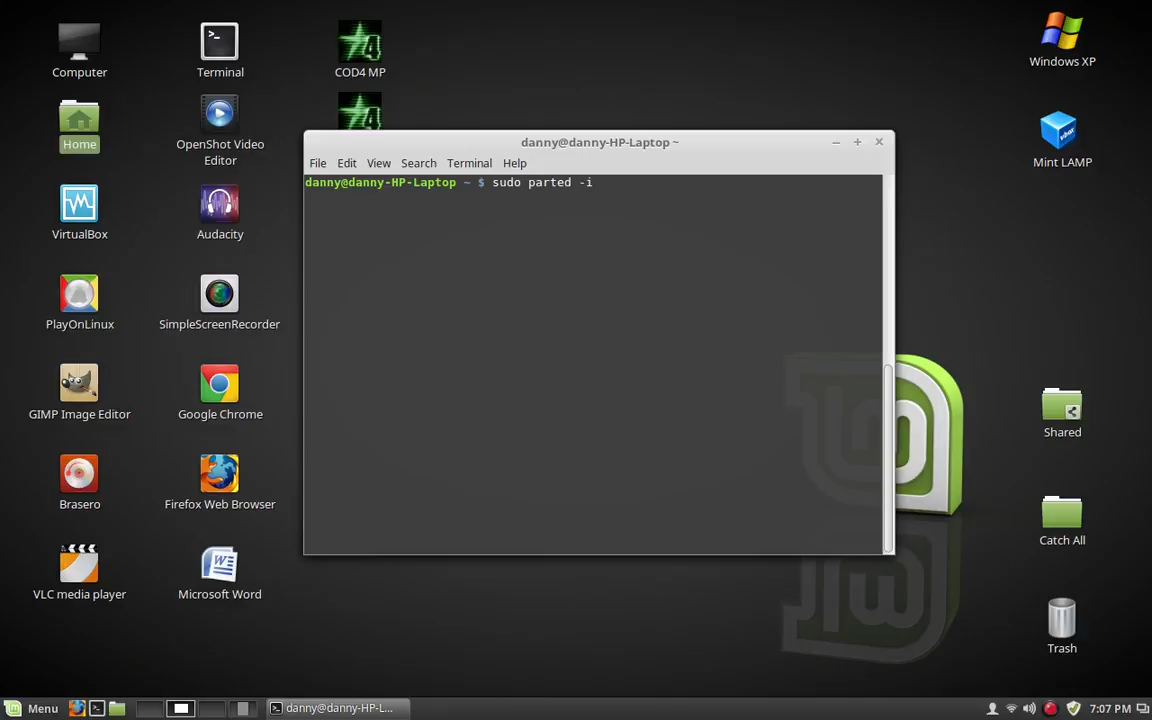 Computer
Terminal
COD4 MP
Windows XP
Home
OpenShot Video
Editor
Mint LAMP
danny@danny-HP-Laptop ~
File Edit View Search Terminal Help
danny@danny-HP-Laptop ~ $ sudo parted -i
VirtualBox
Audacity
PlayOnLinux
SimpleScreenRecorder
GIMP Image Editor
Google Chrome
Shared
Brasero
Firefox Web Browser
Catch All
VLC media player
Microsoft Word
Trash
Menu
danny@danny-HP-L...
7:07 PM